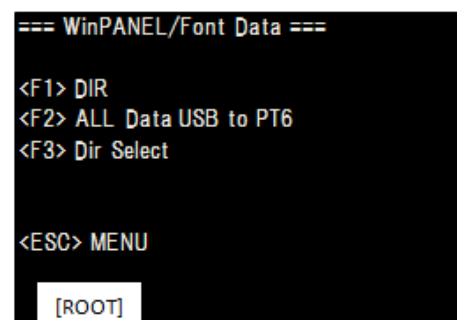 === WinPANEL/Font Data ===
<F1> DIR
<F2> ALL Data USB to PT6
<F3> Dir Select
<ESC> MENU
[ROOT]